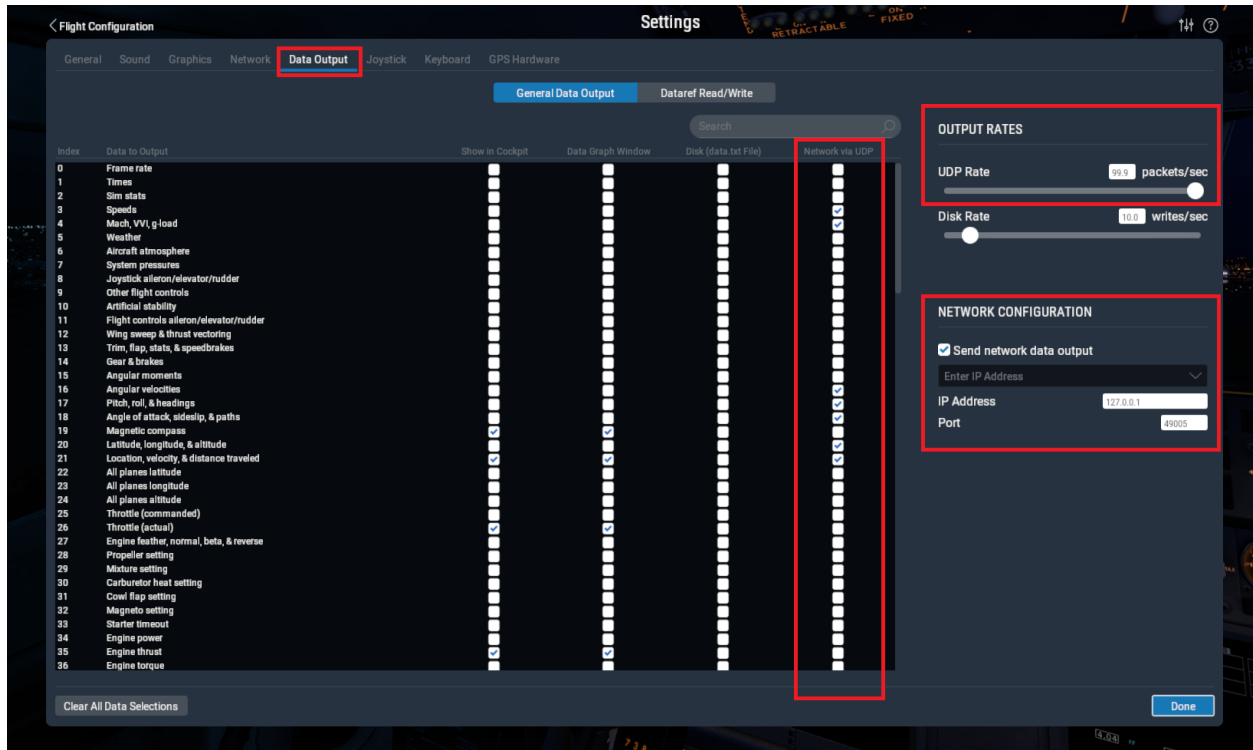 Flight Configuration
Settings
RETRACTABLE
FIXED
General Sound Graphics Network Data Output Joystick Keyboard GPS Hardware
General Data Output Dataref Read/Write
Search
Index Data to Output Show in Cockpit Data Graph Window Disk (data.txt File) Network via UDP
0 Frame rate
1 Times
2 Sim stats
3 Speeds
4 Mach, VVI, g-load
5 Weather
6 Aircraft atmosphere
7 System pressures
8 Joystick aileron/elevator/rudder
9 Other flight controls
10 Artificial stability
11 Flight controls aileron/elevator/rudder
12 Wing sweep & thrust vectoring
13 Trim, flap, stats, & speedbrakes
14 Gear & brakes
15 Angular moments
16 Angular velocities
17 Pitch, roll, & headings
18 Angle of attack, sideslip, & paths
19 Magnetic compass
20 Latitude, longitude, & altitude
21 Location, velocity, & distance traveled
22 All planes latitude
23 All planes longitude
24 All planes altitude
25 Throttle (commanded)
26 Throttle (actual)
27 Engine feather, normal, beta, & reverse
28 Propeller setting
29 Mixture setting
30 Carburetor heat setting
31 Cowl flap setting
32 Magneto setting
33 Starter timeout
34 Engine power
35 Engine thrust
36 Engine torque
Clear All Data Selections
OUTPUT RATES
UDP Rate 99.9 packets/sec
Disk Rate 10.0 writes/sec
NETWORK CONFIGURATION
Send network data output
Enter IP Address
IP Address 127.0.0.1
Port 49005
Done